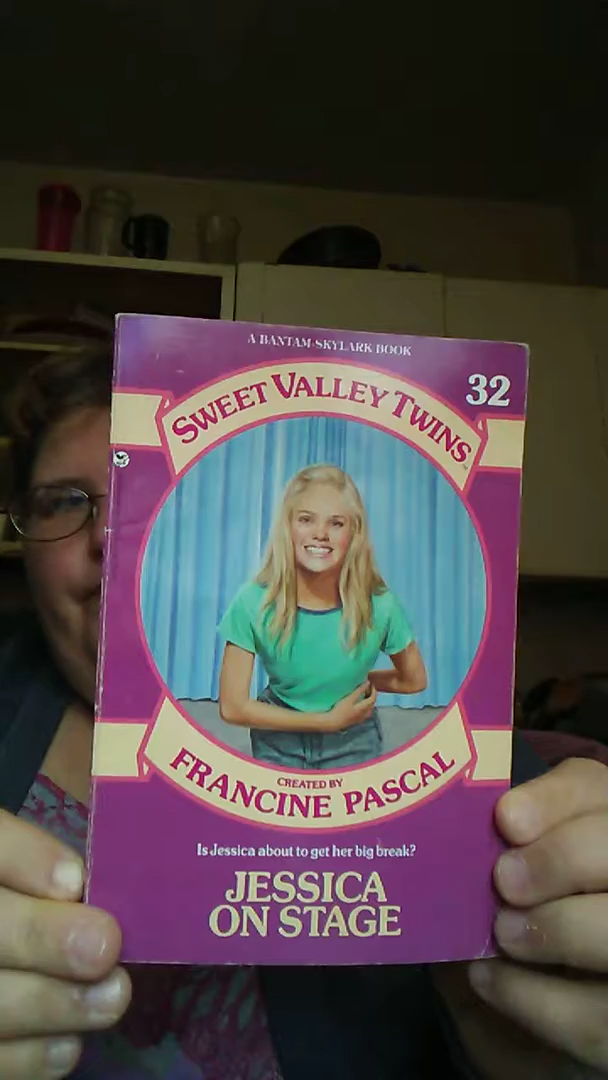 A BANTAM-SKYLARK BOOK
32
SWEET VALLEY TWINS™
CREATED BY
FRANCINE PASCAL
Is Jessica about to get her big break?
JESSICA
ON STAGE